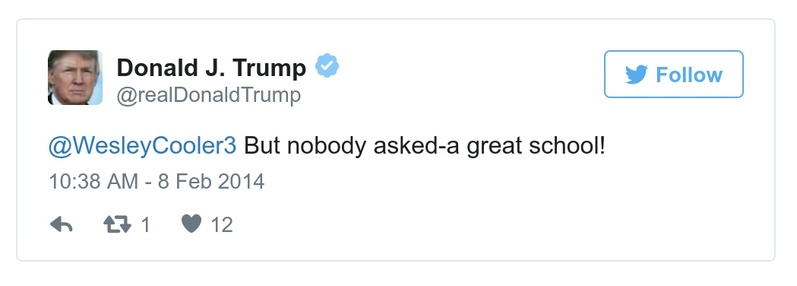 Donald J. Trump
@realDonaldTrump
Follow
@WesleyCooler3 But nobody asked-a great school!
10:38 AM - 8 Feb 2014
1 12